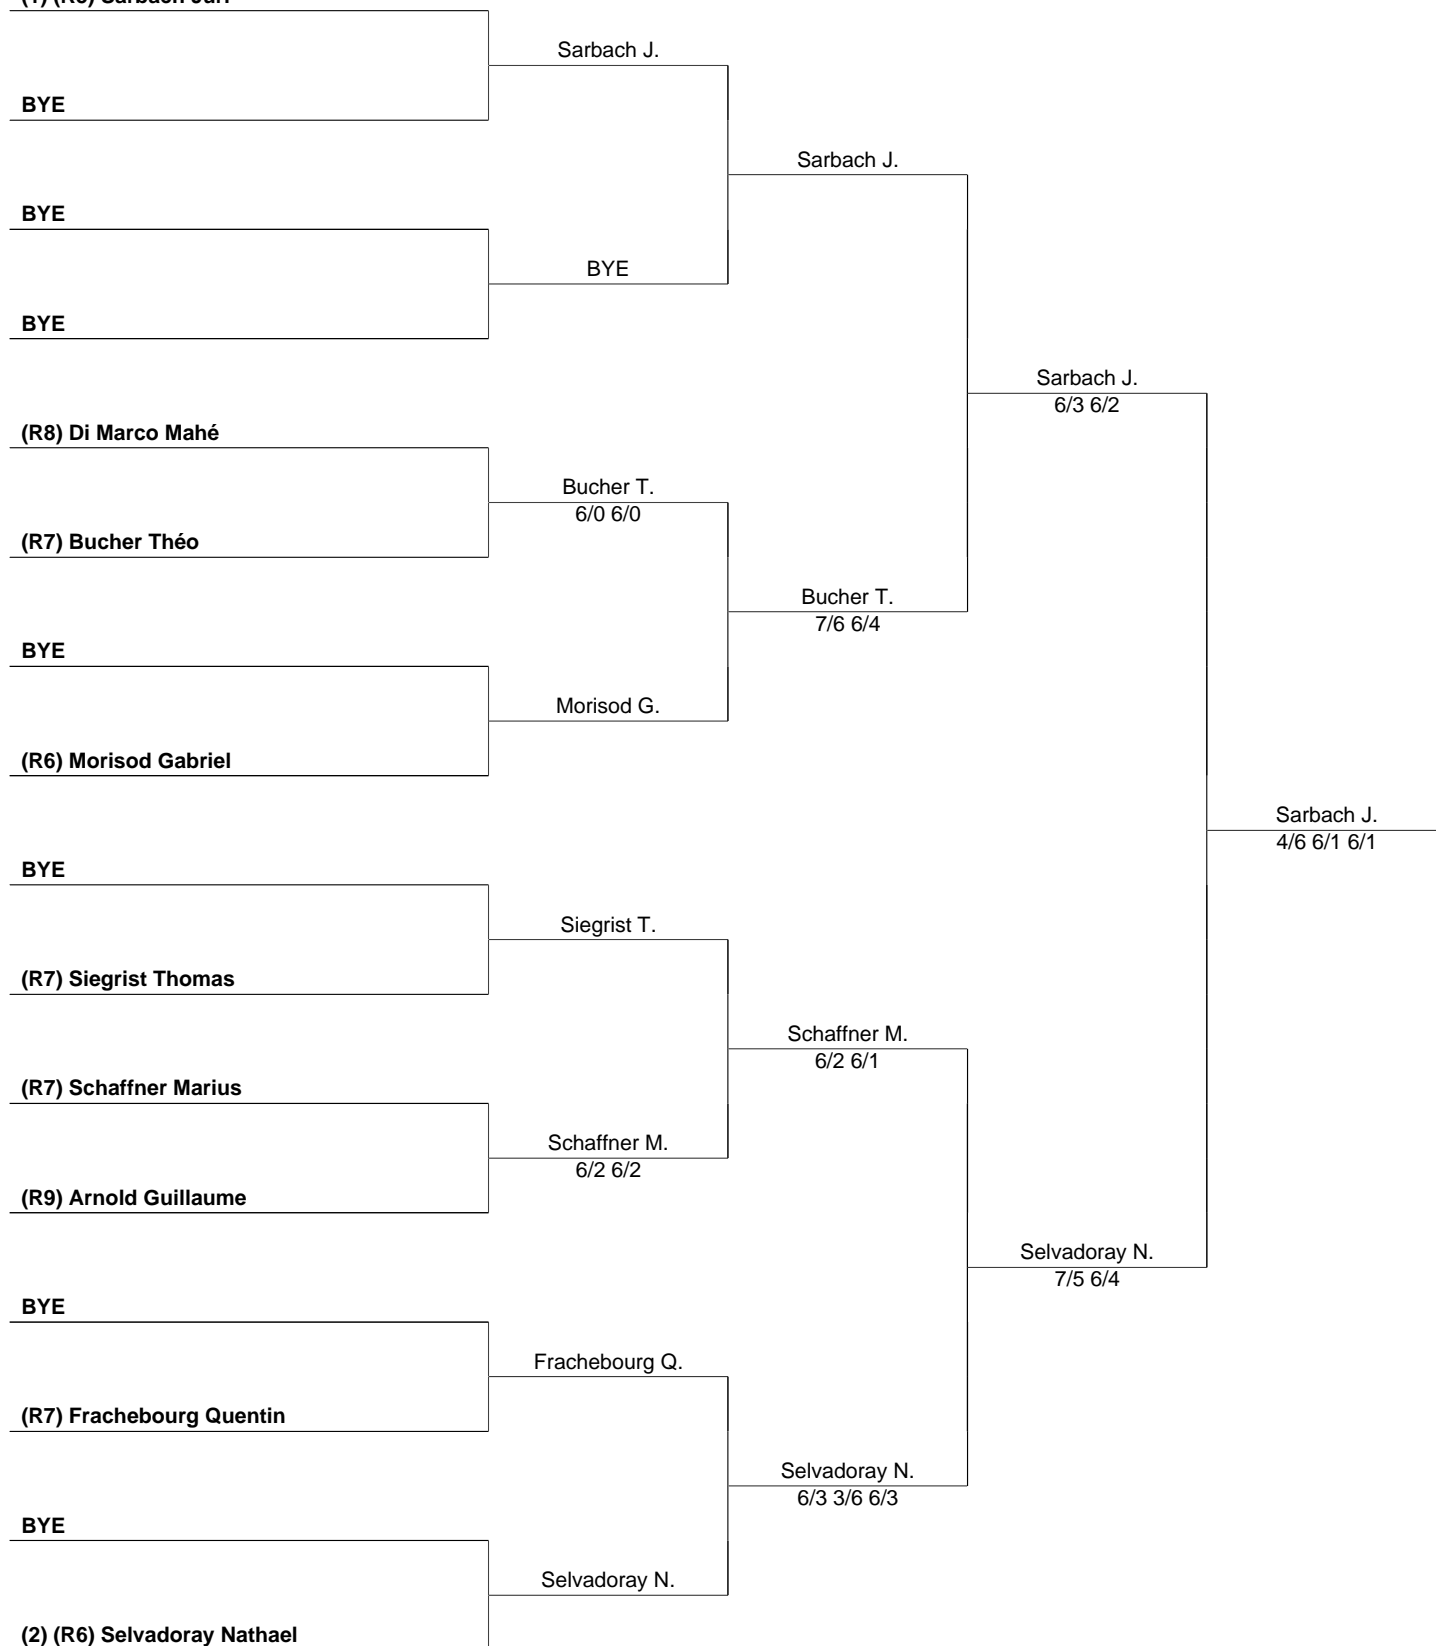 Sarbach J.
BYE
Sarbach J.
BYE
BYE
BYE
Sarbach J.
6/3 6/2
(R8) Di Marco Mahé
Bucher T.
6/0 6/0
(R7) Bucher Théo
Bucher T.
7/6 6/4
BYE
Morisod G.
(R6) Morisod Gabriel
Sarbach J.
4/6 6/1 6/1
BYE
Siegrist T.
(R7) Siegrist Thomas
Schaffner M.
6/2 6/1
(R7) Schaffner Marius
Schaffner M.
6/2 6/2
(R9) Arnold Guillaume
Selvadoray N.
7/5 6/4
BYE
Frachebourg Q.
(R7) Frachebourg Quentin
Selvadoray N.
6/3 3/6 6/3
BYE
Selvadoray N.
(2) (R6) Selvadoray Nathael